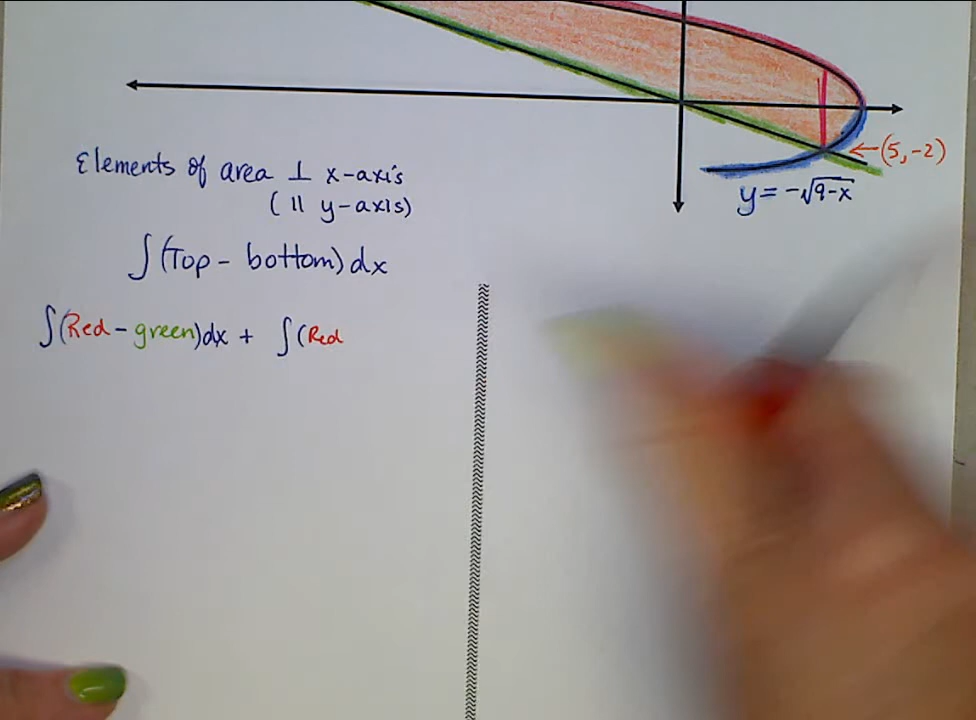 (5,-2)
Elements of area ⊥ x-axis
(|| y-axis)
y=-√9-x
∫(Top - bottom) dx
∫(Red-green)dx + ∫(Red